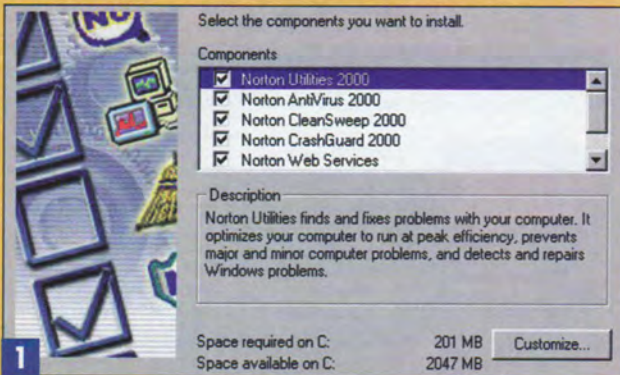 NU
Select the components you want to install.
Components
Norton Utilities 2000
Norton AntiVirus 2000
Norton CleanSweep 2000
Norton CrashGuard 2000
Norton Web Services
Description
Norton Utilities finds and fixes problems with your computer. It
optimizes your computer to run at peak efficiency, prevents
major and minor computer problems, and detects and repairs
Windows problems.
Space required on C: 201 MB
Customize...
Space available on C: 2047 MB
1